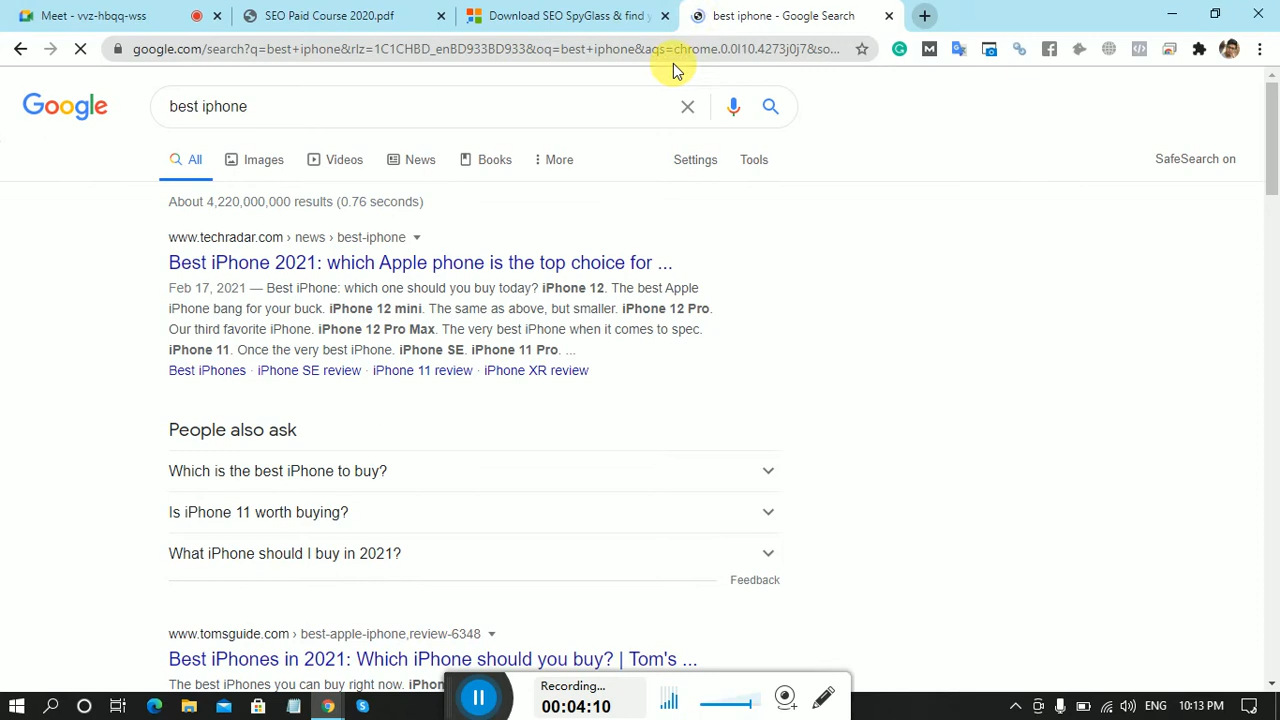 Meet - vvz-hbqq-wss
SEO Paid Course 2020.pdf
Download SEO SpyGlass & find y
best iphone - Google Search
google.com/search?q=best+iphone&rlz=1C1CHBD_enBD933BD933&oq=best+iphone&aqs=chrome.0.0l10.4273j0j7&so...
Google
best iphone
All
Images
Videos
News
Books
More
Settings
Tools
SafeSearch on
About 4,220,000,000 results (0.76 seconds)
www.techradar.com › news › best-iphone
Best iPhone 2021: which Apple phone is the top choice for ...
Feb 17, 2021 — Best iPhone: which one should you buy today? iPhone 12. The best Apple
iPhone bang for your buck. iPhone 12 mini. The same as above, but smaller. iPhone 12 Pro.
Our third favorite iPhone. iPhone 12 Pro Max. The very best iPhone when it comes to spec.
iPhone 11. Once the very best iPhone. iPhone SE. iPhone 11 Pro. ...
Best iPhones · iPhone SE review · iPhone 11 review · iPhone XR review
People also ask
Which is the best iPhone to buy?
Is iPhone 11 worth buying?
What iPhone should I buy in 2021?
Feedback
www.tomsguide.com › best-apple-iphone,review-6348
Best iPhones in 2021: Which iPhone should you buy? | Tom's ...
The best iPhones you can buy right now.
Recording...
00:04:10
ENG
10:13 PM